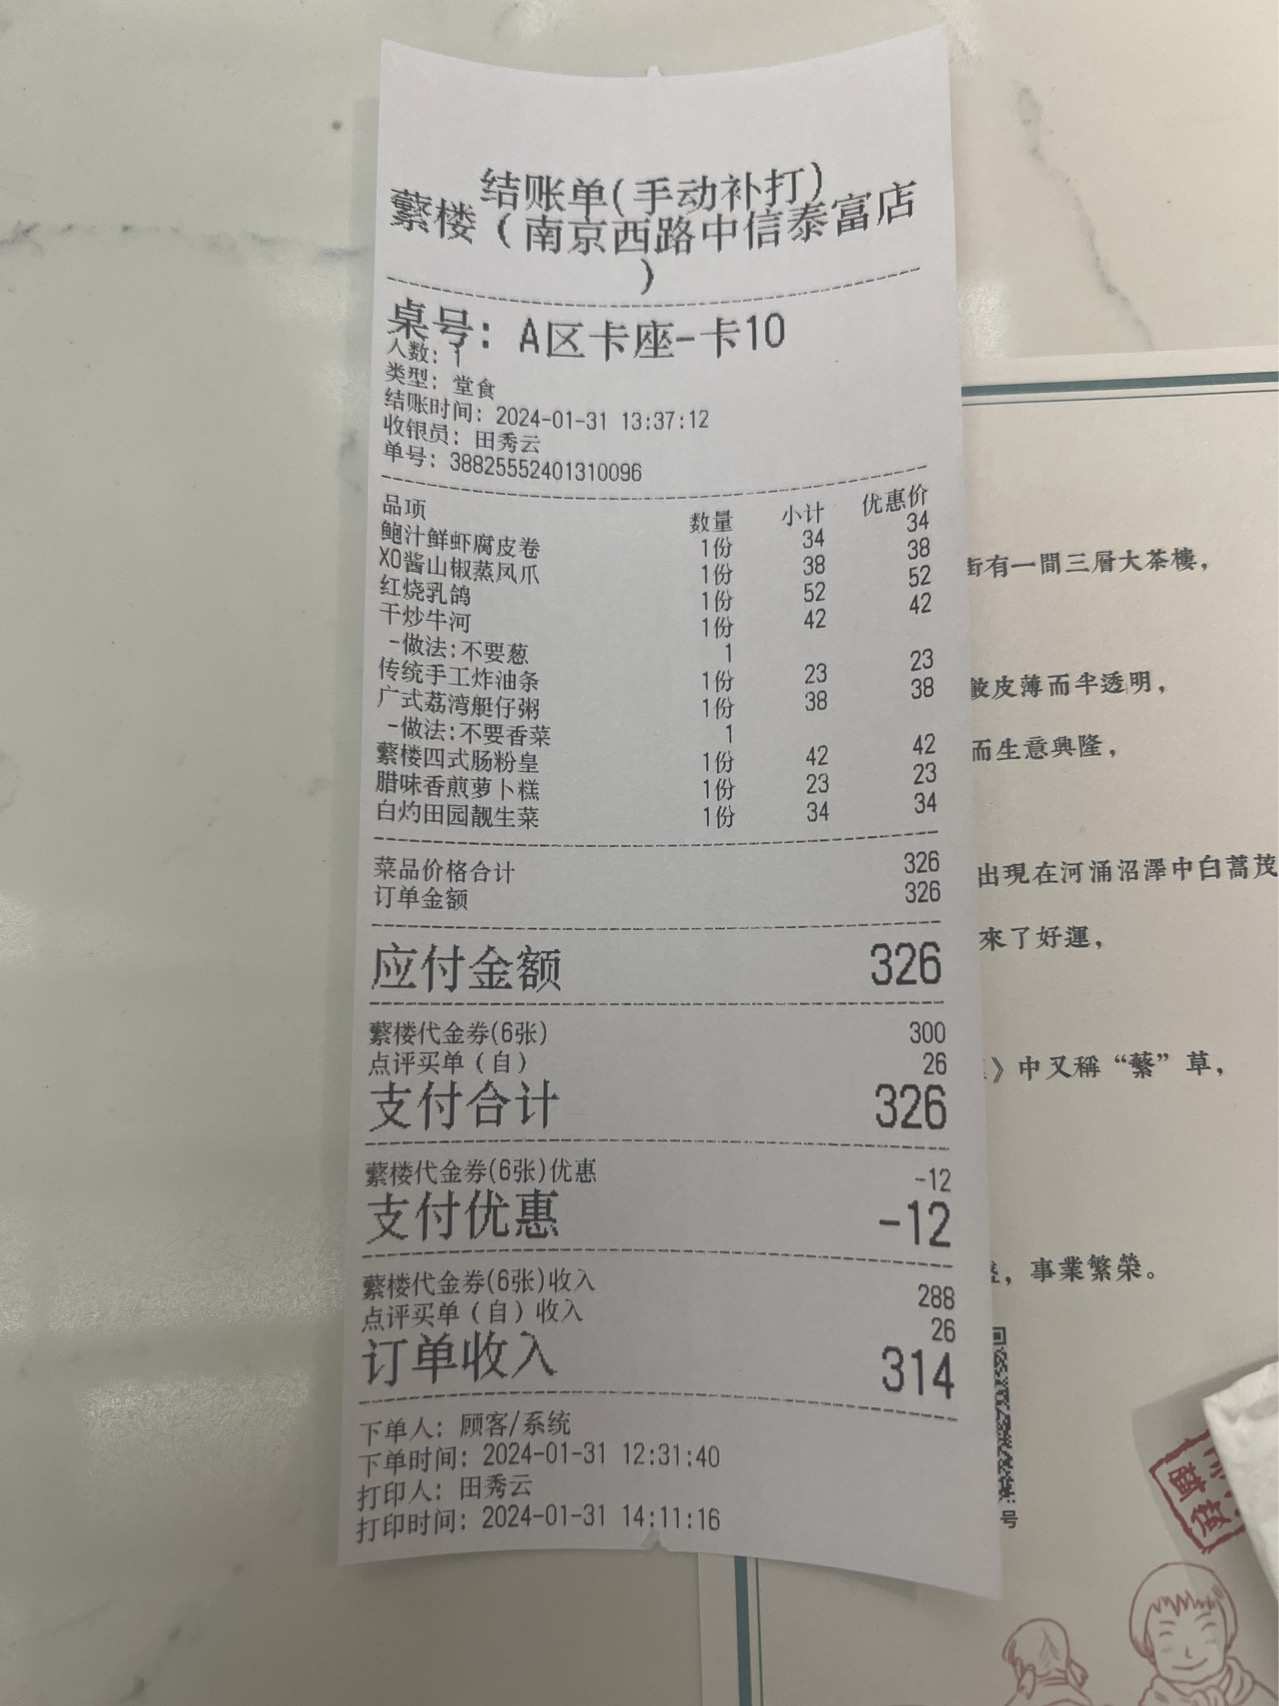 结账单(手动补打)
蘩楼（南京西路中信泰富店
）
桌号: A区卡座-卡10
人数: 1
类型: 堂食
结账时间: 2024-01-31 13:37:12
收银员: 田秀云
单号: 38825552401310096
品项 数量 小计 优惠价
鲍汁鲜虾腐皮卷 1份 34 34
XO酱山椒蒸凤爪 1份 38 38
红烧乳鸽 1份 52 52
干炒牛河 1份 42 42
-做法:不要葱 1
传统手工炸油条 1份 23 23
广式荔湾艇仔粥 1份 38 38
-做法:不要香菜 1
蘩楼四式肠粉皇 1份 42 42
腊味香煎萝卜糕 1份 23 23
白灼田园靓生菜 1份 34 34
菜品价格合计 326
订单金额 326
应付金额 326
蘩楼代金券(6张) 300
点评买单（自） 26
支付合计 326
蘩楼代金券(6张)优惠 -12
支付优惠 -12
蘩楼代金券(6张)收入 288
点评买单（自）收入 26
订单收入 314
下单人: 顾客/系统
下单时间: 2024-01-31 12:31:40
打印人: 田秀云
打印时间: 2024-01-31 14:11:16
街有一間三層大茶樓，
皮薄而半透明，
而生意興隆，
出現在河涌沼澤中白蒿茂
來了好運，
》中又稱“蘩”草，
，事業繁榮。
号